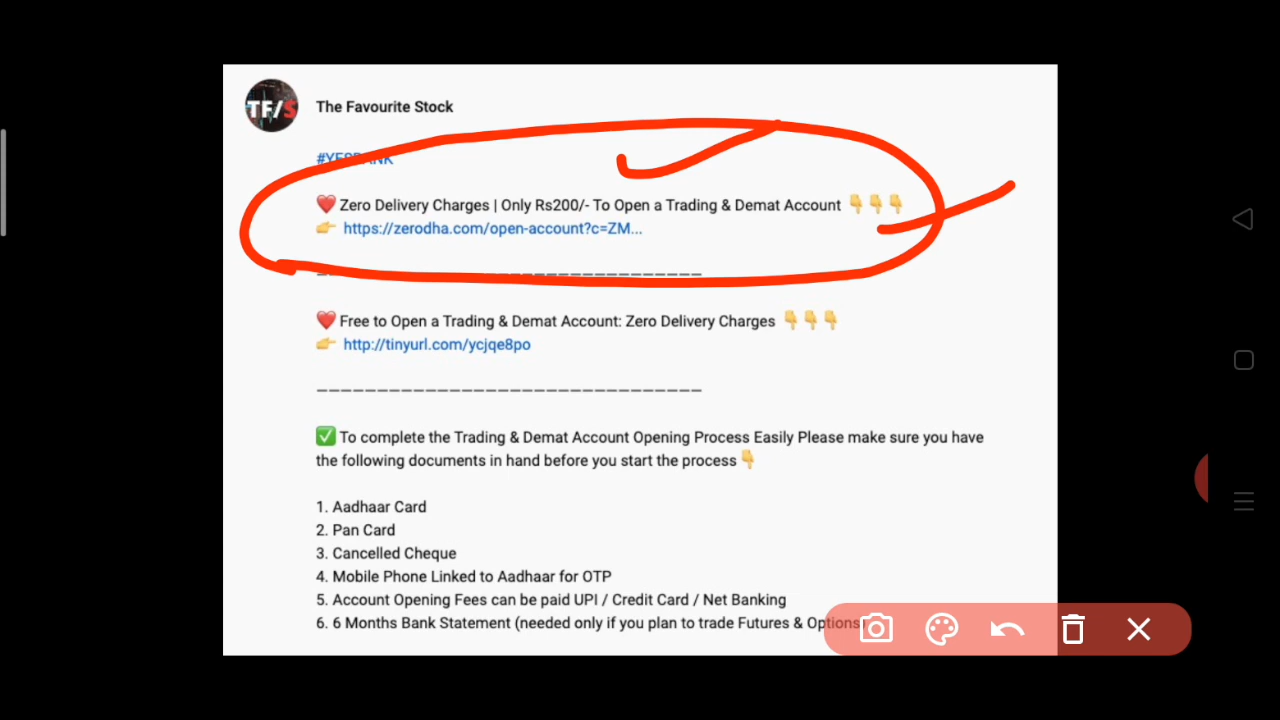 TF/S
The Favourite Stock
#YESBANK
❤️ Zero Delivery Charges | Only Rs200/- To Open a Trading & Demat Account 👇👇👇
👉 https://zerodha.com/open-account?c=ZM...
________________________________
❤️ Free to Open a Trading & Demat Account: Zero Delivery Charges 👇👇👇
👉 http://tinyurl.com/ycjqe8po
________________________________
✅ To complete the Trading & Demat Account Opening Process Easily Please make sure you have
the following documents in hand before you start the process 👇
1. Aadhaar Card
2. Pan Card
3. Cancelled Cheque
4. Mobile Phone Linked to Aadhaar for OTP
5. Account Opening Fees can be paid UPI / Credit Card / Net Banking
6. 6 Months Bank Statement (needed only if you plan to trade Futures & Options)